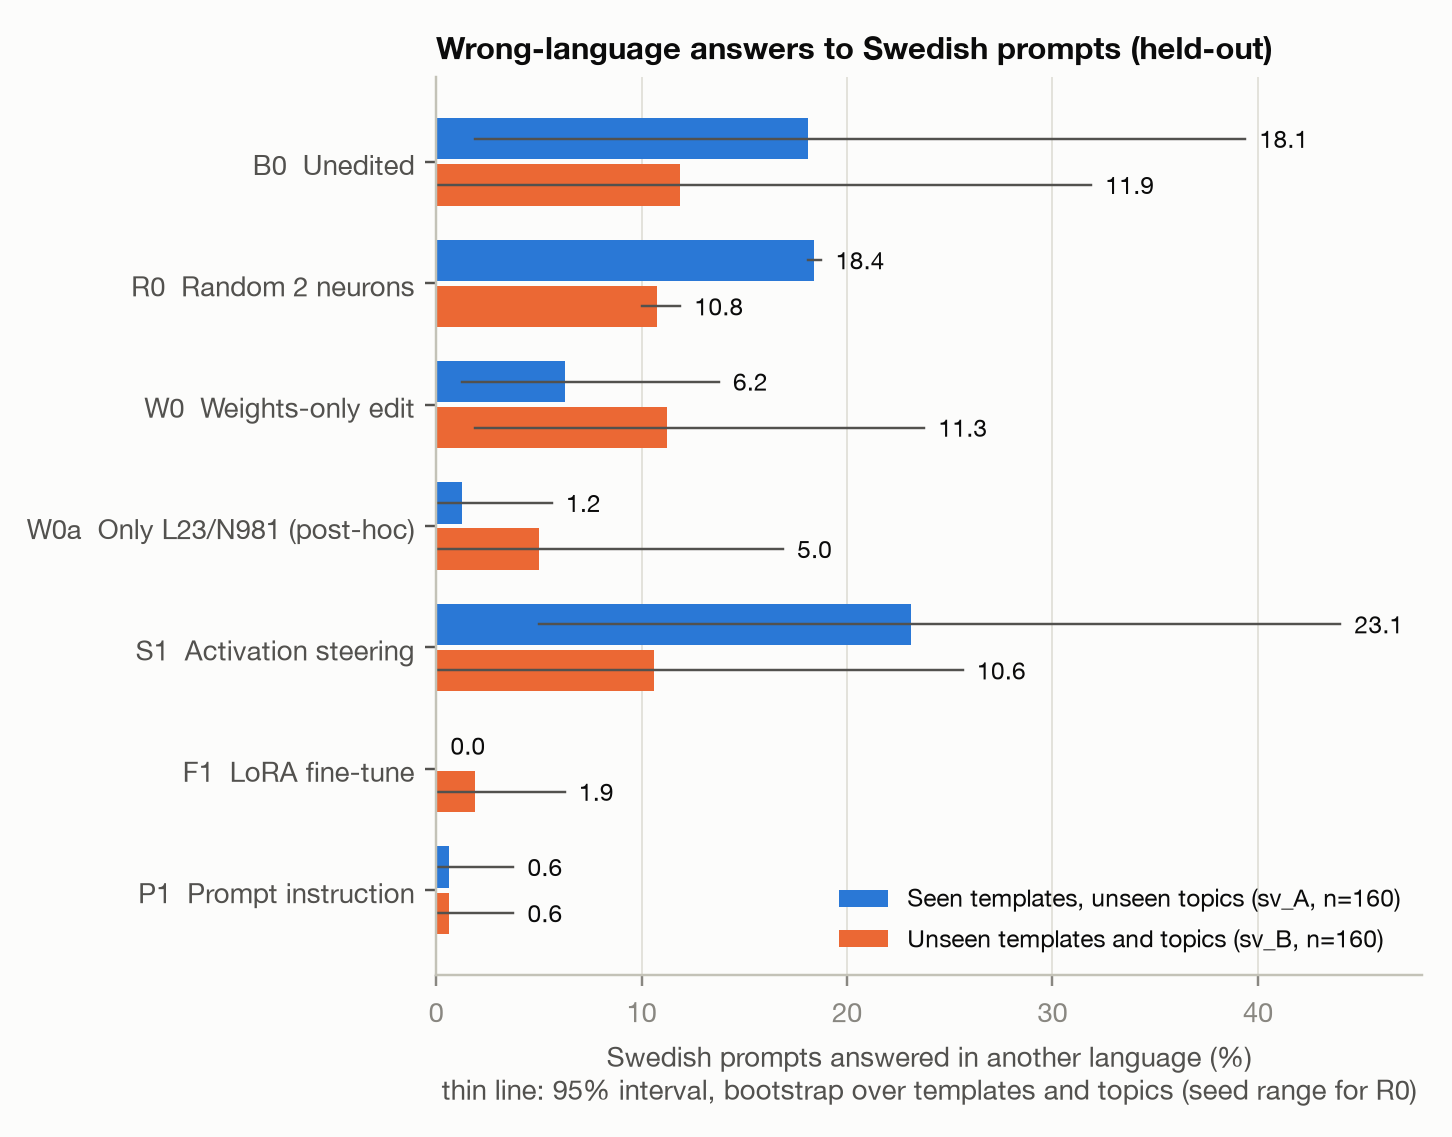 Wrong-language answers to Swedish prompts (held-out)
B0 Unedited
18.1
11.9
R0 Random 2 neurons
18.4
10.8
W0 Weights-only edit
6.2
11.3
W0a Only L23/N981 (post-hoc)
1.2
5.0
S1 Activation steering
23.1
10.6
F1 LoRA fine-tune
0.0
1.9
P1 Prompt instruction
0.6
0.6
Seen templates, unseen topics (sv_A, n=160)
Unseen templates and topics (sv_B, n=160)
0 10 20 30 40
Swedish prompts answered in another language (%)
thin line: 95% interval, bootstrap over templates and topics (seed range for R0)